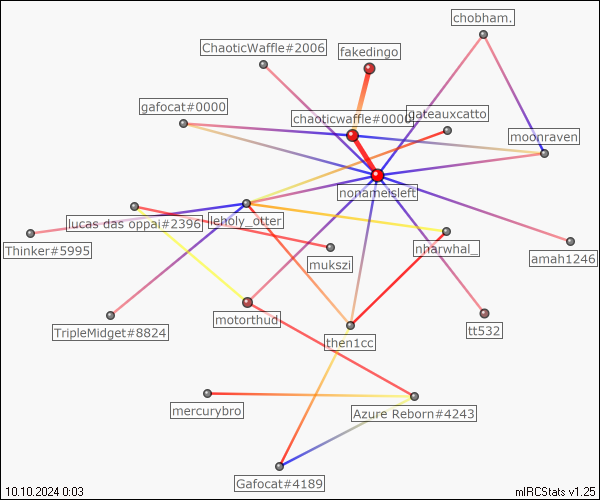 chobham.
ChaoticWaffle#2006
fakedingo
gafocat#0000
chaoticwaffle#0000
gateauxcatto
moonraven
nonameisleft
lucas das oppai#2396
leholy_otter
Thinker#5995
mukszi
nharwhal_
amah1246
motorthud
TripleMidget#8824
then1cc
tt532
mercurybro
Azure Reborn#4243
Gafocat#4189
10.10.2024 0:03
mIRCStats v1.25